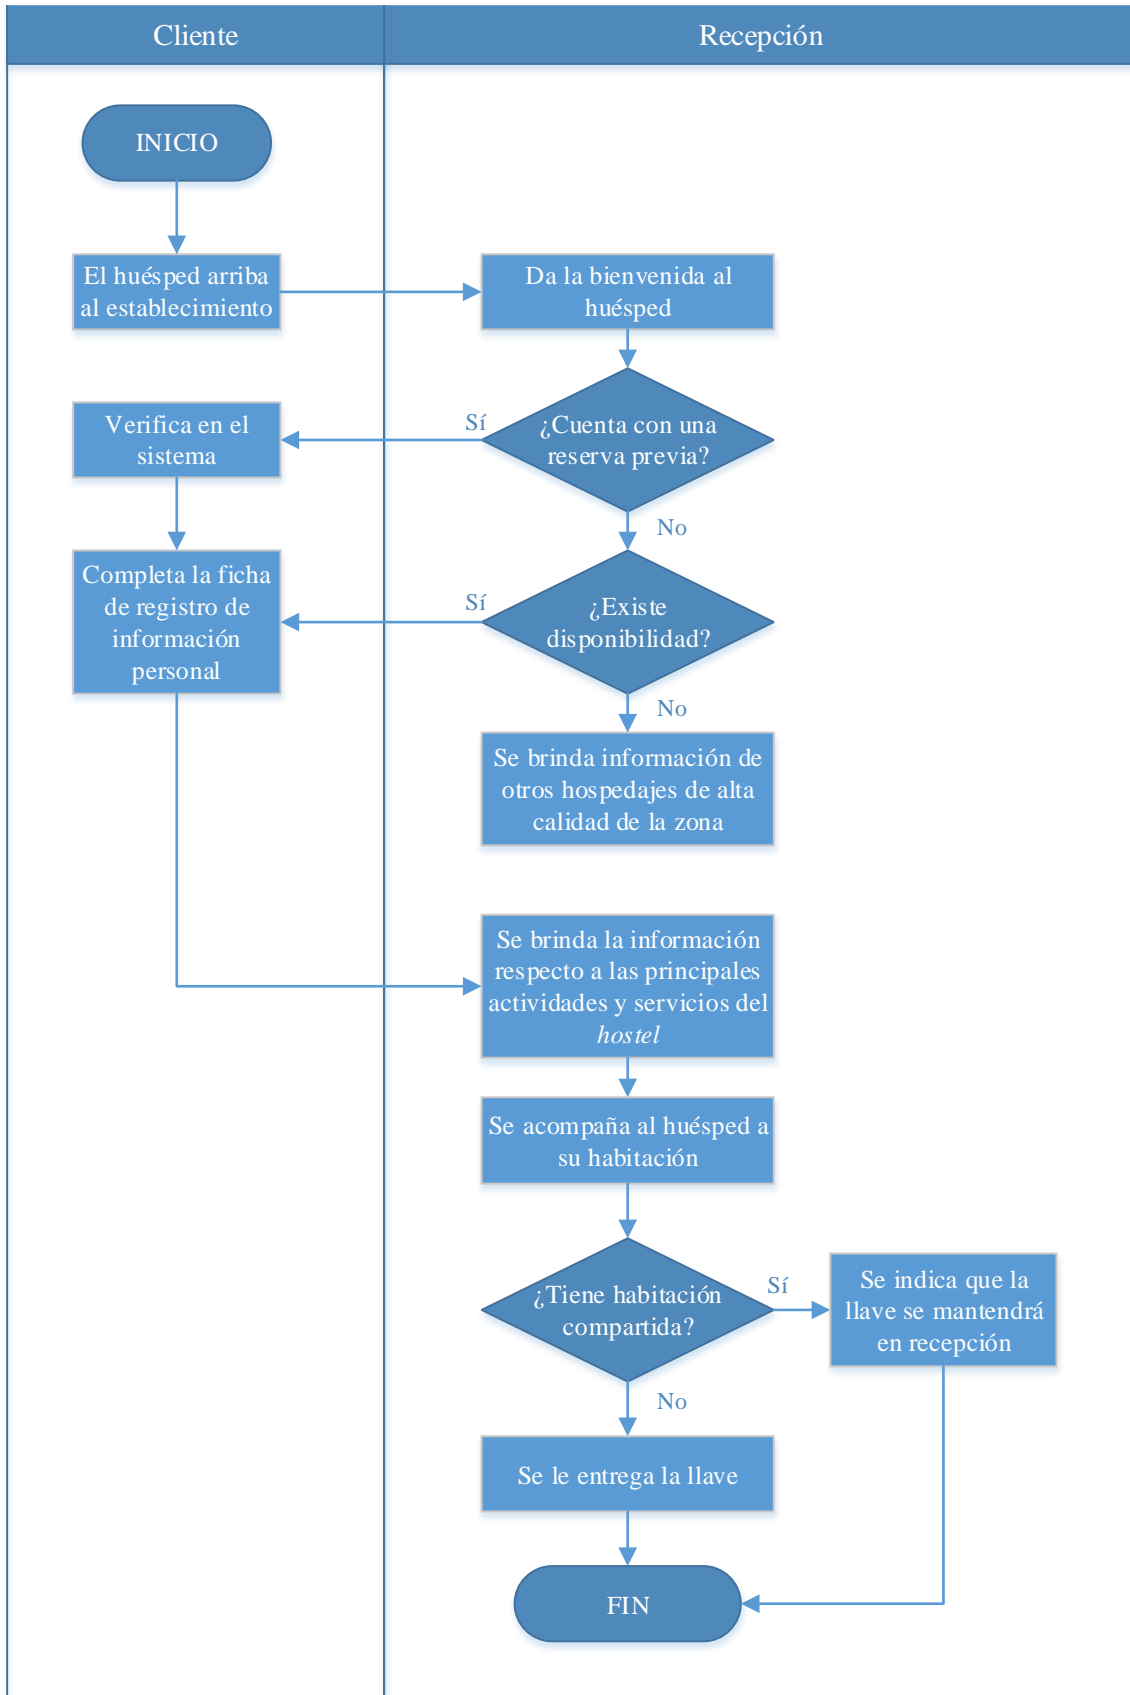 Cliente
Recepción
INICIO
El huésped arriba
al establecimiento
Da la bienvenida al
huésped
Verifica en el
sistema
Sí
¿Cuenta con una
reserva previa?
No
Completa la ficha
de registro de
información
personal
Sí
¿Existe
disponibilidad?
No
Se brinda información de
otros hospedajes de alta
calidad de la zona
Se brinda la información
respecto a las principales
actividades y servicios del
hostel
Se acompaña al huésped a
su habitación
¿Tiene habitación
compartida?
Sí
Se indica que la
llave se mantendrá
en recepción
No
Se le entrega la llave
FIN